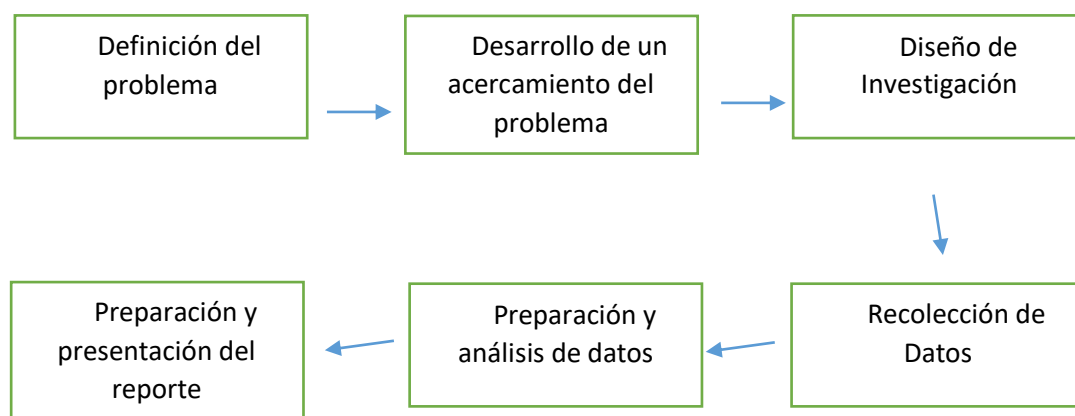 Definición del
problema
Desarrollo de un
acercamiento del
problema
Diseño de
Investigación
Recolección de
Datos
Preparación y
análisis de datos
Preparación y
presentación del
reporte